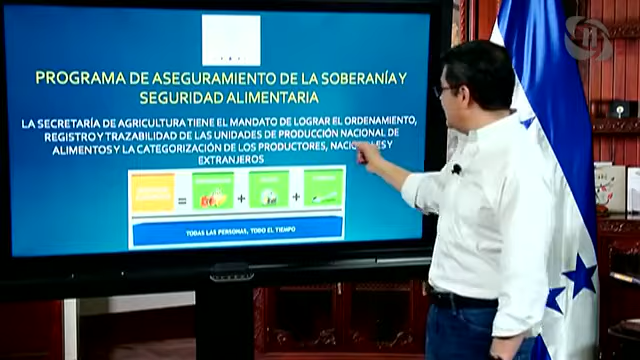 PROGRAMA DE ASEGURAMIENTO DE LA SOBERANÍA Y
SEGURIDAD ALIMENTARIA
LA SECRETARÍA DE AGRICULTURA TIENE EL MANDATO DE LOGRAR EL ORDENAMIENTO,
REGISTRO Y TRAZABILIDAD DE LAS UNIDADES DE PRODUCCIÓN NACIONAL DE
ALIMENTOS Y LA CATEGORIZACIÓN DE LOS PRODUCTORES, NACIONALES Y
EXTRANJEROS
= + +
TODAS LAS PERSONAS, TODO EL TIEMPO